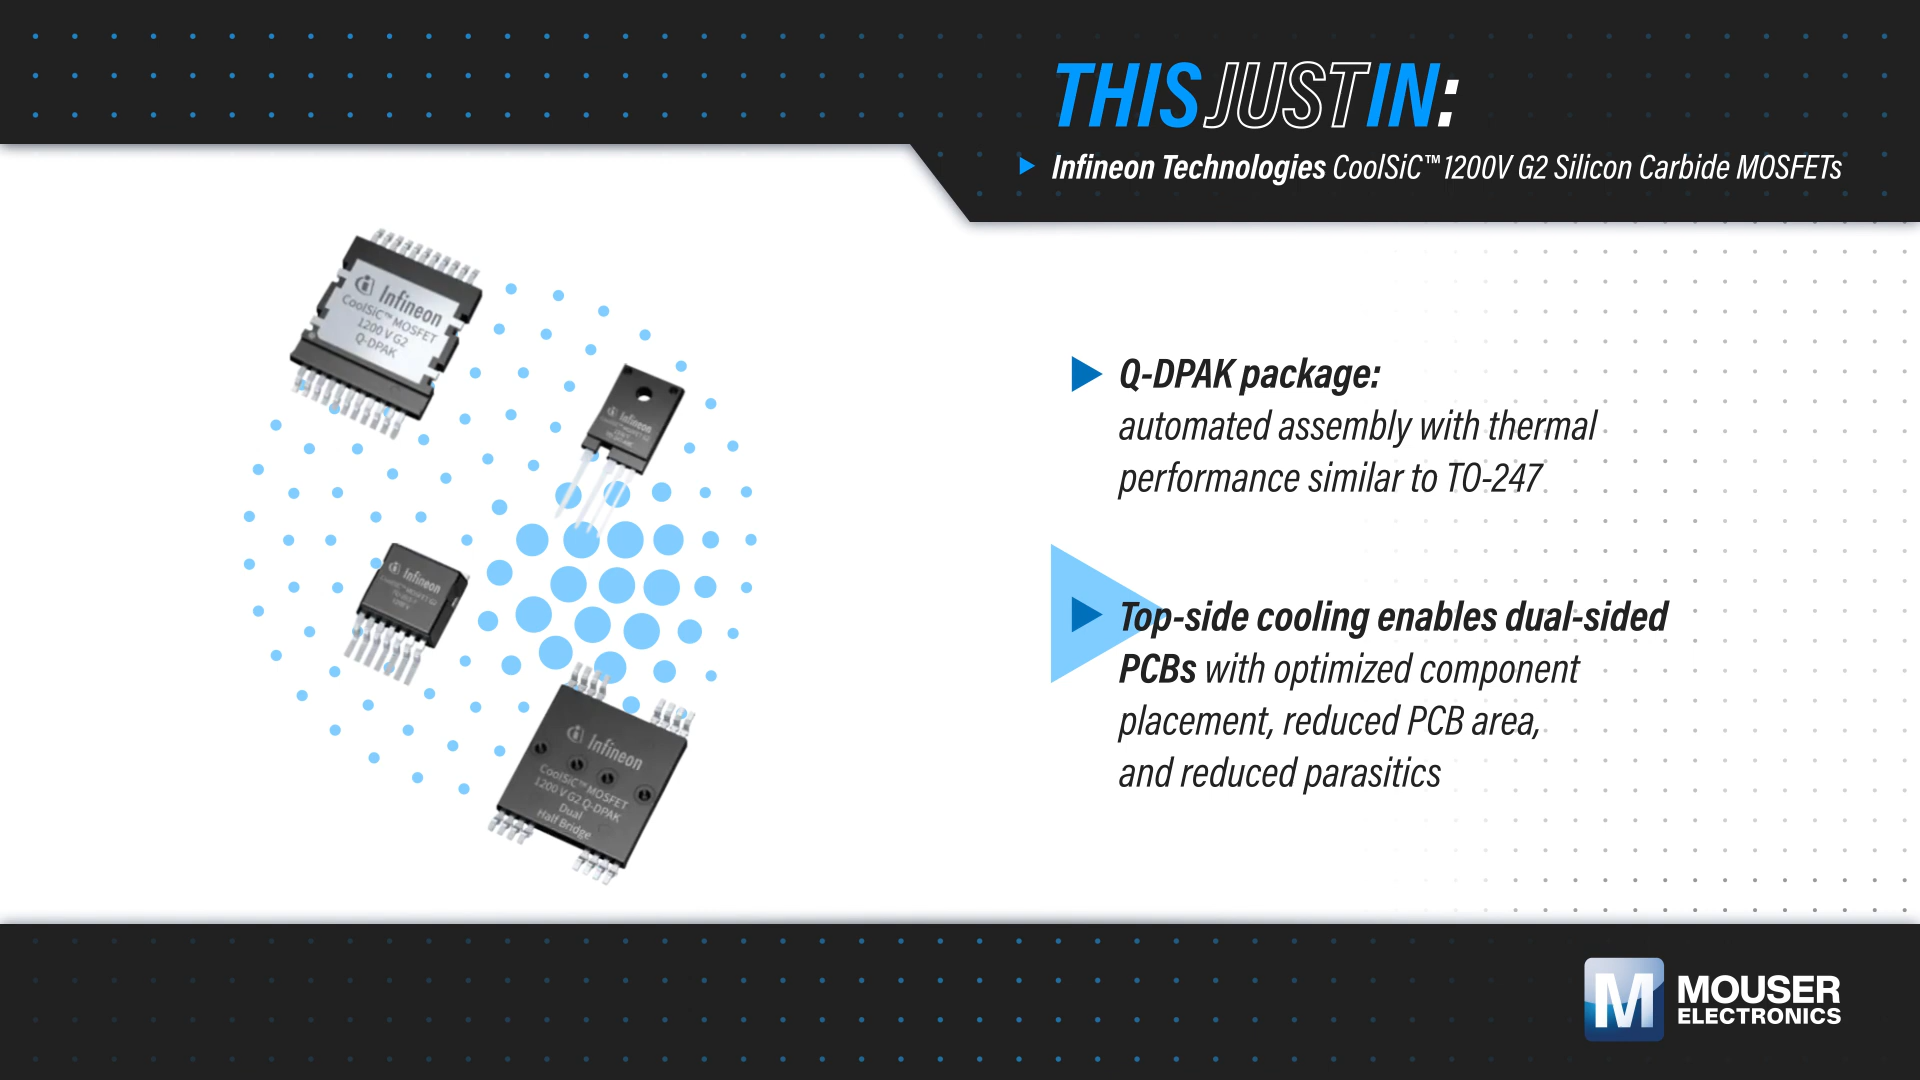 THIS JUST IN:
Infineon Technologies CoolSiC™ 1200V G2 Silicon Carbide MOSFETs
Infineon
CoolSiC™ MOSFET
1200 V G2
Q-DPAK
Infineon
Infineon
Infineon
CoolSiC™ MOSFET
1200 V G2 Q-DPAK
Dual
Half Bridge
Q-DPAK package:
automated assembly with thermal
performance similar to TO-247
Top-side cooling enables dual-sided
PCBs with optimized component
placement, reduced PCB area,
and reduced parasitics
M
MOUSER
ELECTRONICS